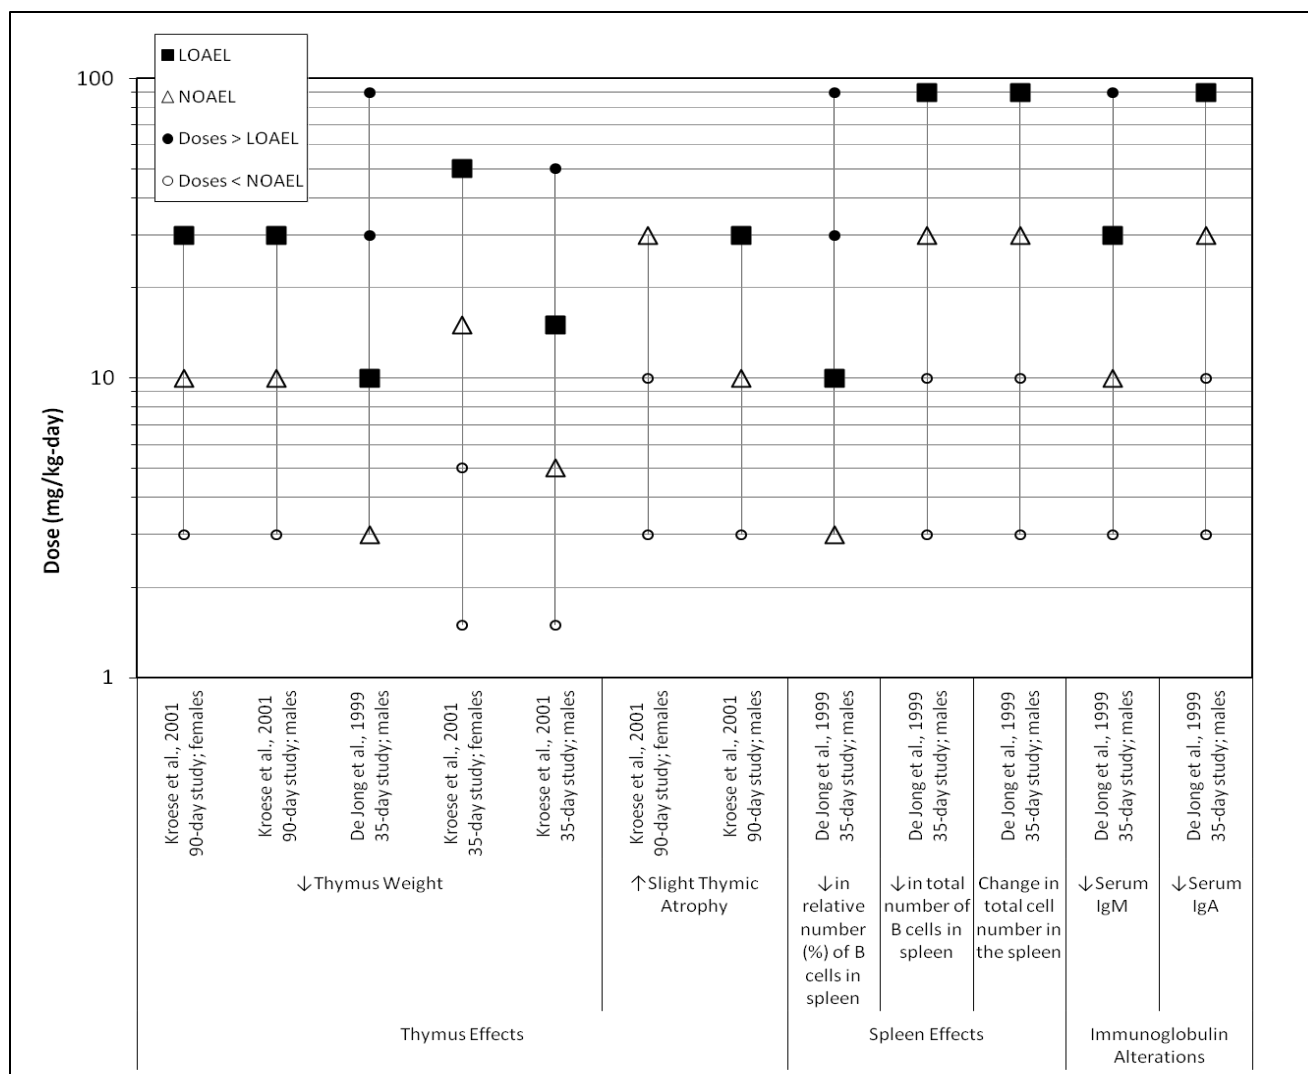 LOAEL
NOAEL
Doses > LOAEL
Doses < NOAEL
100
10
1
Dose (mg/kg-day)
Kroese et al., 2001
90-day study; females
Kroese et al., 2001
90-day study; males
De Jong et al., 1999
35-day study; males
Kroese et al., 2001
35-day study; females
Kroese et al., 2001
35-day study; males
Kroese et al., 2001
90-day study; females
Kroese et al., 2001
90-day study; males
De Jong et al., 1999
35-day study; males
De Jong et al., 1999
35-day study; males
De Jong et al., 1999
35-day study; males
De Jong et al., 1999
35-day study; males
De Jong et al., 1999
35-day study; males
↓Thymus Weight
↑Slight Thymic
Atrophy
↓in
relative
number
(%) of B
cells in
spleen
↓in total
number of
B cells in
spleen
Change in
total cell
number in
the spleen
↓Serum
IgM
↓Serum
IgA
Thymus Effects
Spleen Effects
Immunoglobulin
Alterations